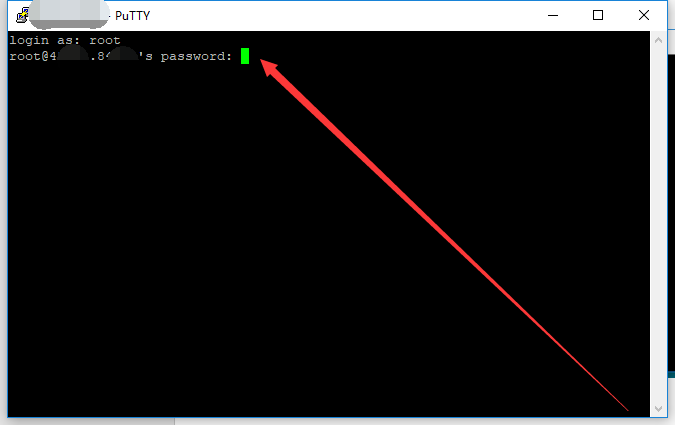 - PuTTY
login as: root
root@4 .84 's password: